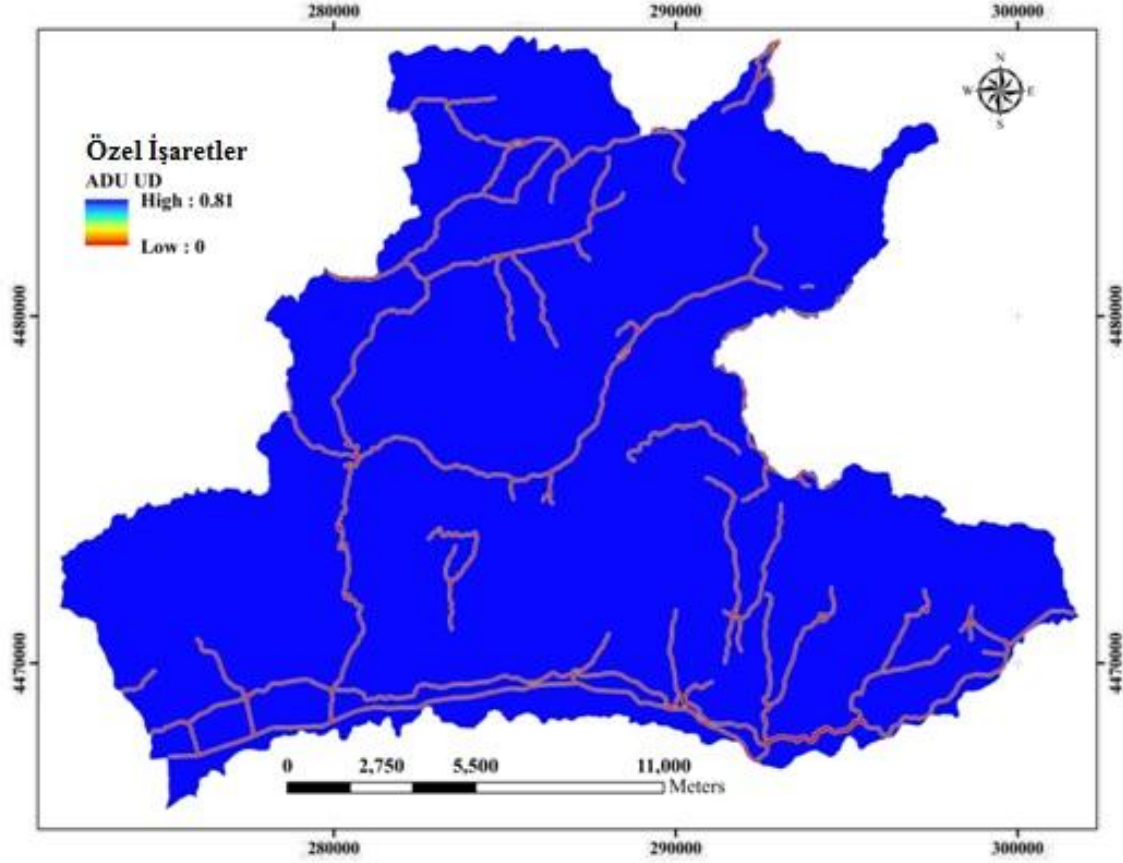 280000 290000 300000
N
W E
S
Özel İşaretler
ADU UD
High : 0.81
Low : 0
4480000 4480000
4470000 4470000
0 2,750 5,500 11,000
Meters
280000 290000 300000